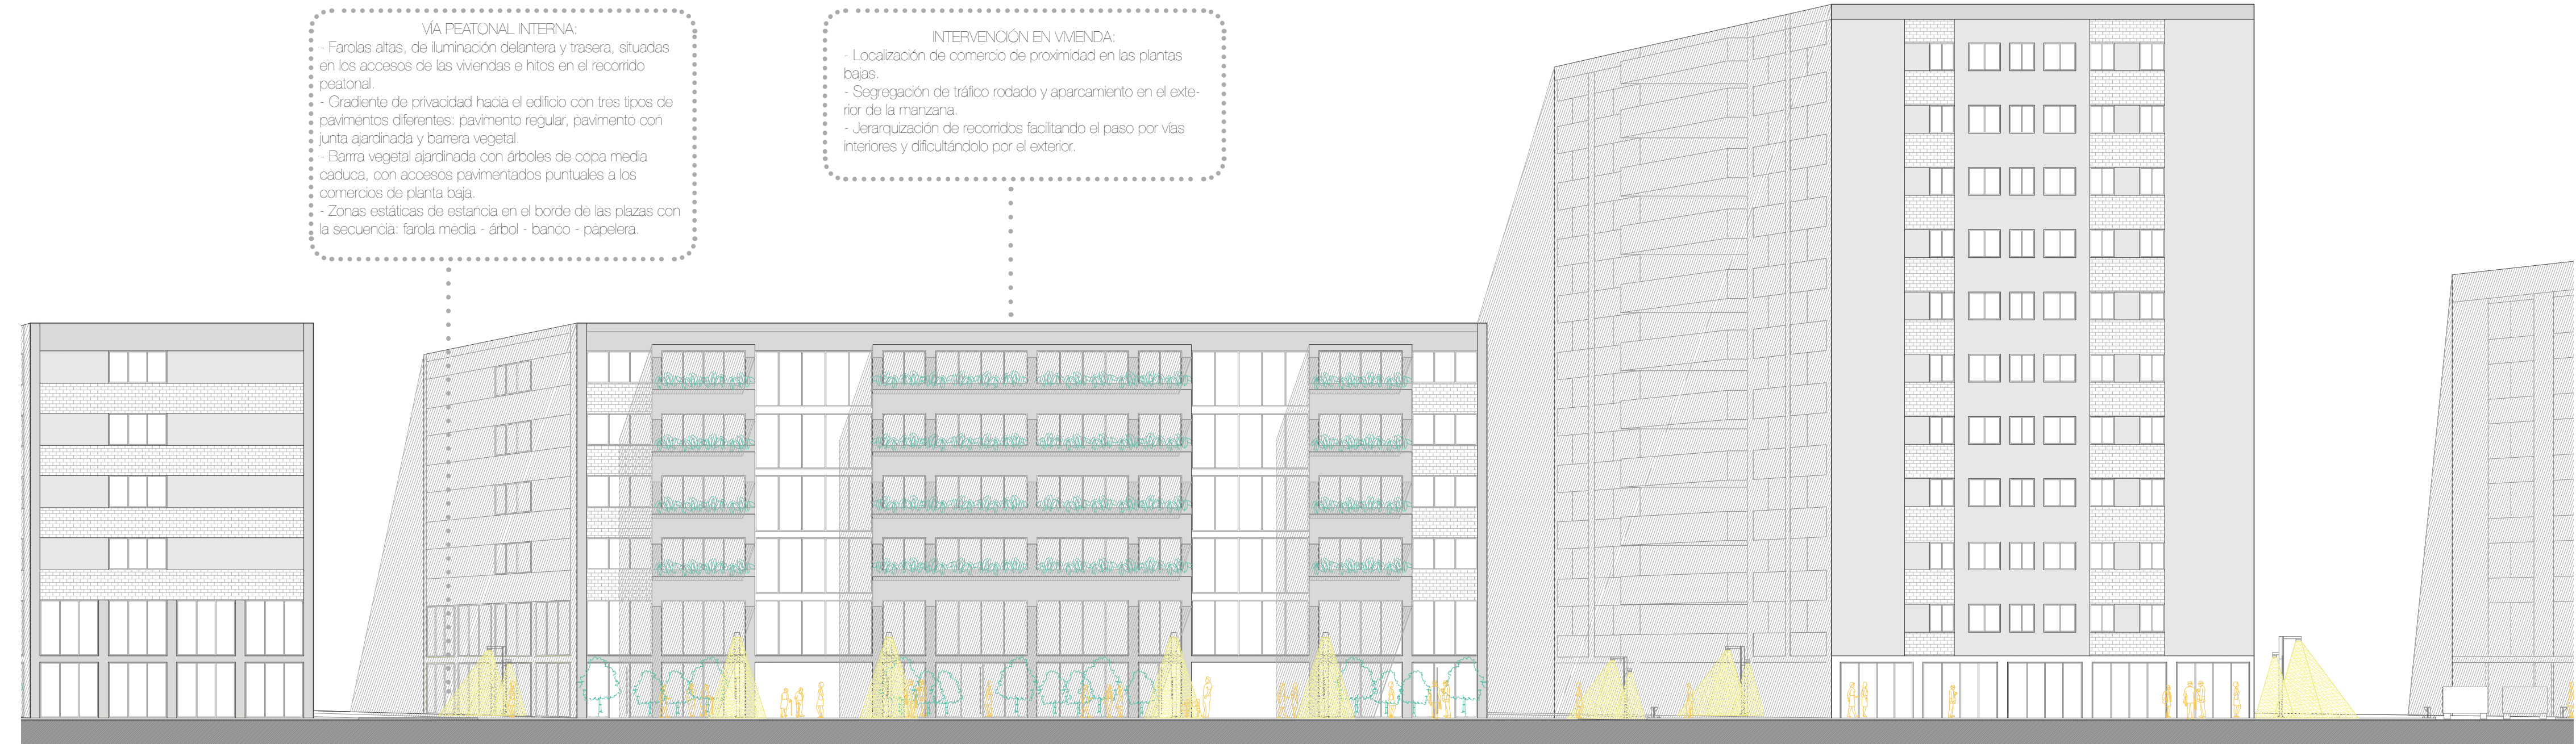 VÍA PEATONAL INTERNA:
- Farolas altas, de iluminación delantera y trasera, situadas
en los accesos de las viviendas e hitos en el recorrido
peatonal.
- Gradiente de privacidad hacia el edificio con tres tipos de
pavimentos diferentes: pavimento regular, pavimento con
junta ajardinada y barrera vegetal.
- Barrra vegetal ajardinada con árboles de copa media
caduca, con accesos pavimentados puntuales a los
comercios de planta baja.
- Zonas estáticas de estancia en el borde de las plazas con
la secuencia: farola media - árbol - banco - papelera.
INTERVENCIÓN EN VIVIENDA:
- Localización de comercio de proximidad en las plantas
bajas.
- Segregación de tráfico rodado y aparcamiento en el exte-
rior de la manzana.
- Jerarquización de recorridos facilitando el paso por vías
interiores y dificultándolo por el exterior.